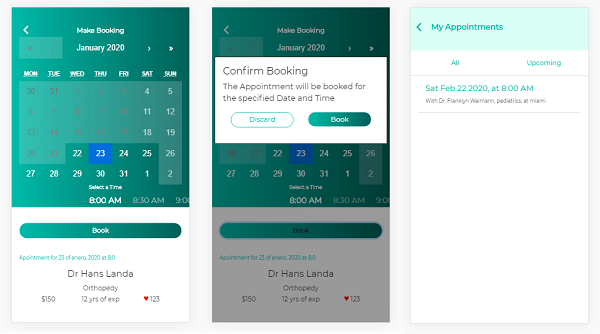 Make Booking
« ‹ January 2020 › »
MON TUE WED THU FRI SAT SUN
30 31 1 2 3 4 5
6 7 8 9 10 11 12
13 14 15 16 17 18 19
20 21 22 23 24 25 26
27 28 29 30 31 1 2
Select a Time
8:00 AM 8:30 AM 9:00
Book
Apointment for 23 of enero, 2020 at 8:0
Dr Hans Landa
Orthopedy
$150 12 yrs of exp ♥ 123
Make Booking
« ‹ January 2020 › »
Confirm Booking
The Appointment will be booked for
the specified Date and Time
Discard Book
20 21 22 23 24 25 26
27 28 29 30 31 1 2
Select a Time
8:00 AM 8:30 AM 9:00
Book
Apointment for 23 of enero, 2020 at 8:0
Dr Hans Landa
Orthopedy
$150 12 yrs of exp ♥ 123
My Appointments
All Upcoming
Sat Feb 22 2020, at 8:00 AM
With Dr. Franklyn Weimann, pediatrics, at miami